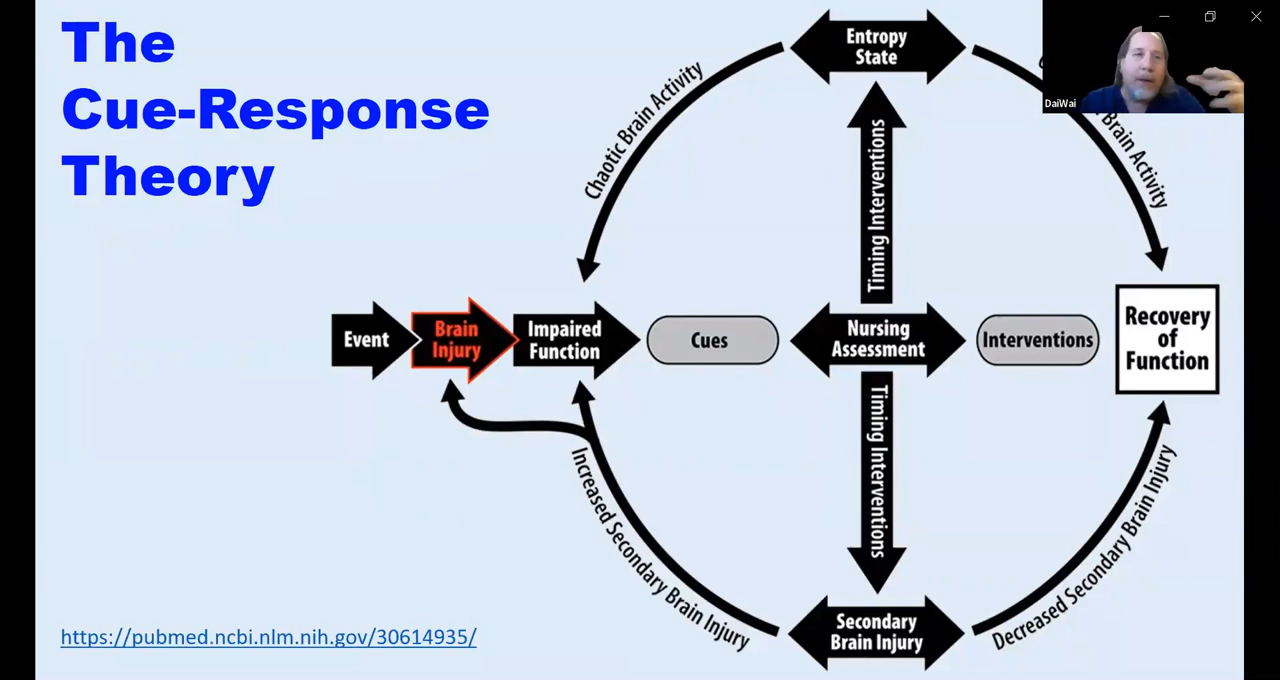 The
Cue-Response
Theory
Entropy
State
DaiWai
Chaotic Brain Activity
Brain Activity
Timing Interventions
Event
Brain
Injury
Impaired
Function
Cues
Nursing
Assessment
Interventions
Recovery
of
Function
Timing Interventions
Increased Secondary Brain Injury
Decreased Secondary Brain Injury
Secondary
Brain Injury
https://pubmed.ncbi.nlm.nih.gov/30614935/